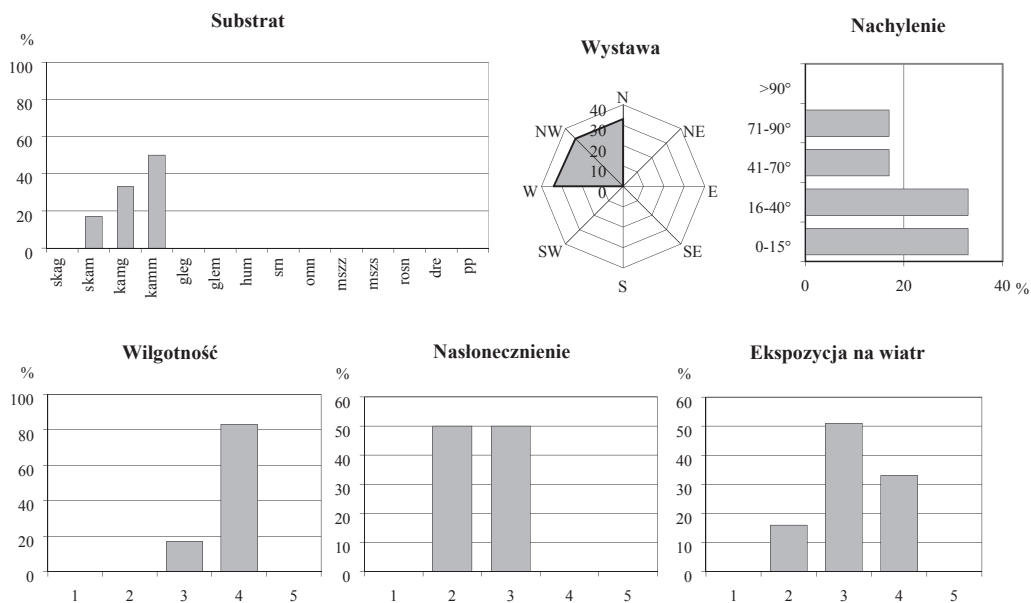 Substrat
%
100
80
60
40
20
0
skag
skam
kamg
kamm
gleg
glem
hum
srn
omn
mszz
mszs
rosn
dre
pp
Wystawa
N
NE
E
SE
S
SW
W
NW
40
30
20
10
0
Nachylenie
>90°
71-90°
41-70°
16-40°
0-15°
0 20 40 %
Wilgotność
%
100
80
60
40
20
0
1 2 3 4 5
Nasłonecznienie
%
60
50
40
30
20
10
0
1 2 3 4 5
Ekspozycja na wiatr
%
60
50
40
30
20
10
0
1 2 3 4 5